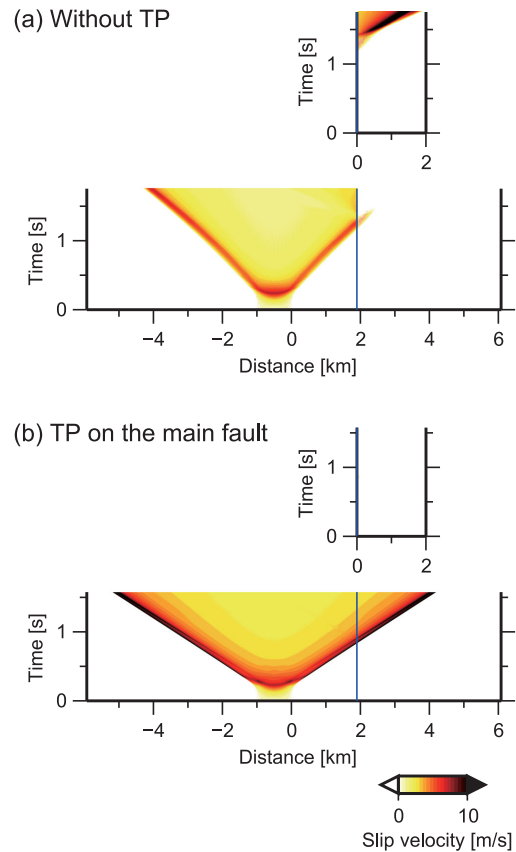 (a) Without TP
Time [s]
1
0
0 2
Time [s]
1
0
−4 −2 0 2 4 6
Distance [km]
(b) TP on the main fault
Time [s]
1
0
0 2
Time [s]
1
0
−4 −2 0 2 4 6
Distance [km]
0 10
Slip velocity [m/s]